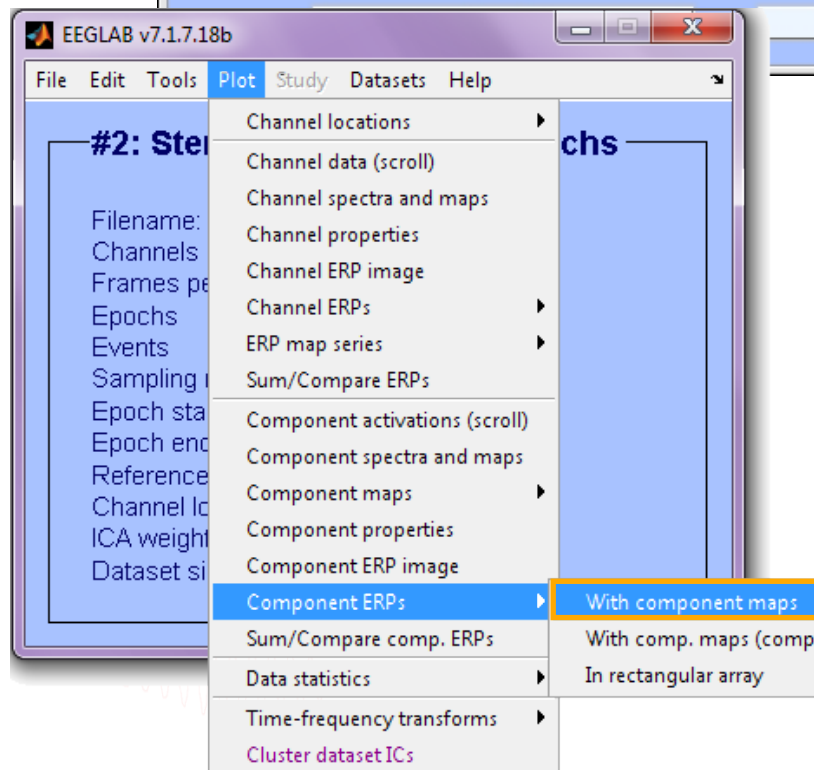 EEGLAB v7.1.7.18b
File Edit Tools Plot Study Datasets Help
#2: Ster chs
Filename:
Channels
Frames pe
Epochs
Events
Sampling r
Epoch sta
Epoch end
Reference
Channel lo
ICA weight
Dataset si
Channel locations
Channel data (scroll)
Channel spectra and maps
Channel properties
Channel ERP image
Channel ERPs
ERP map series
Sum/Compare ERPs
Component activations (scroll)
Component spectra and maps
Component maps
Component properties
Component ERP image
Component ERPs
Sum/Compare comp. ERPs
Data statistics
Time-frequency transforms
Cluster dataset ICs
With component maps
With comp. maps (comp
In rectangular array